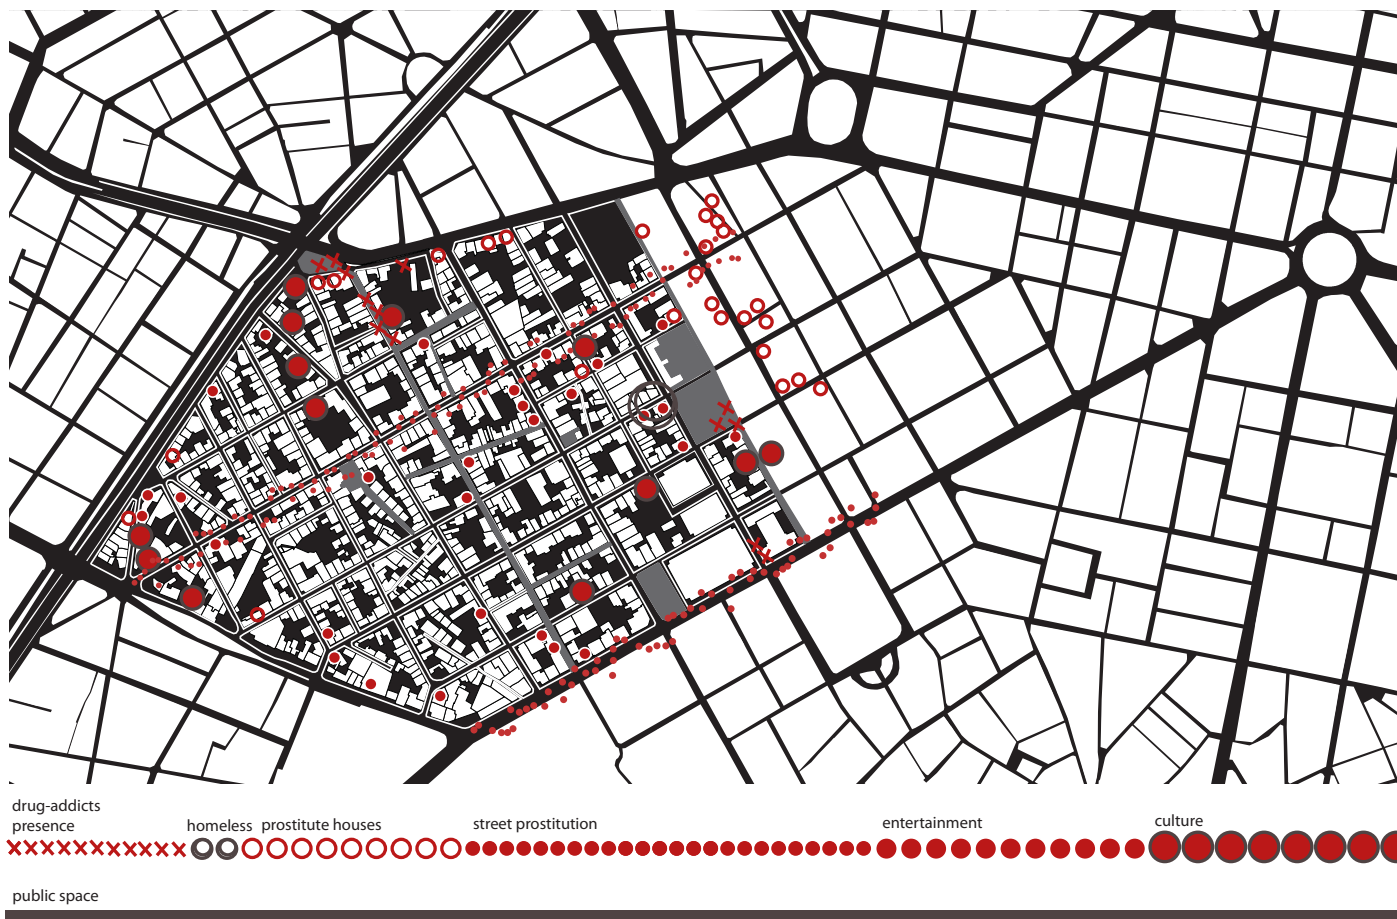 drug-addicts
presence
homeless
prostitute houses
street prostitution
entertainment
culture
public space